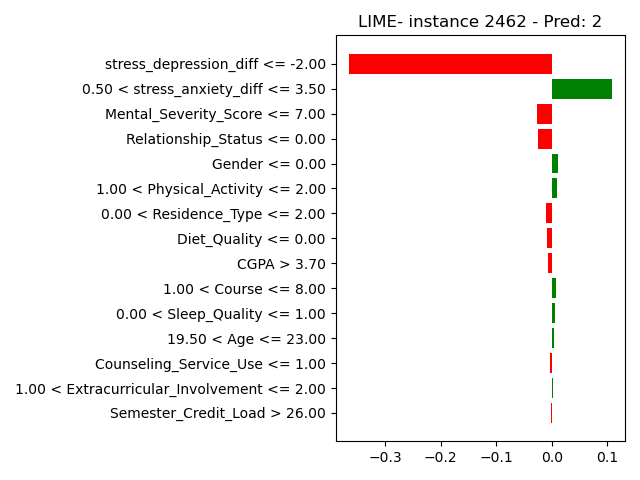 LIME- instance 2462 - Pred: 2
stress_depression_diff <= -2.00
0.50 < stress_anxiety_diff <= 3.50
Mental_Severity_Score <= 7.00
Relationship_Status <= 0.00
Gender <= 0.00
1.00 < Physical_Activity <= 2.00
0.00 < Residence_Type <= 2.00
Diet_Quality <= 0.00
CGPA > 3.70
1.00 < Course <= 8.00
0.00 < Sleep_Quality <= 1.00
19.50 < Age <= 23.00
Counseling_Service_Use <= 1.00
1.00 < Extracurricular_Involvement <= 2.00
Semester_Credit_Load > 26.00
−0.3 −0.2 −0.1 0.0 0.1